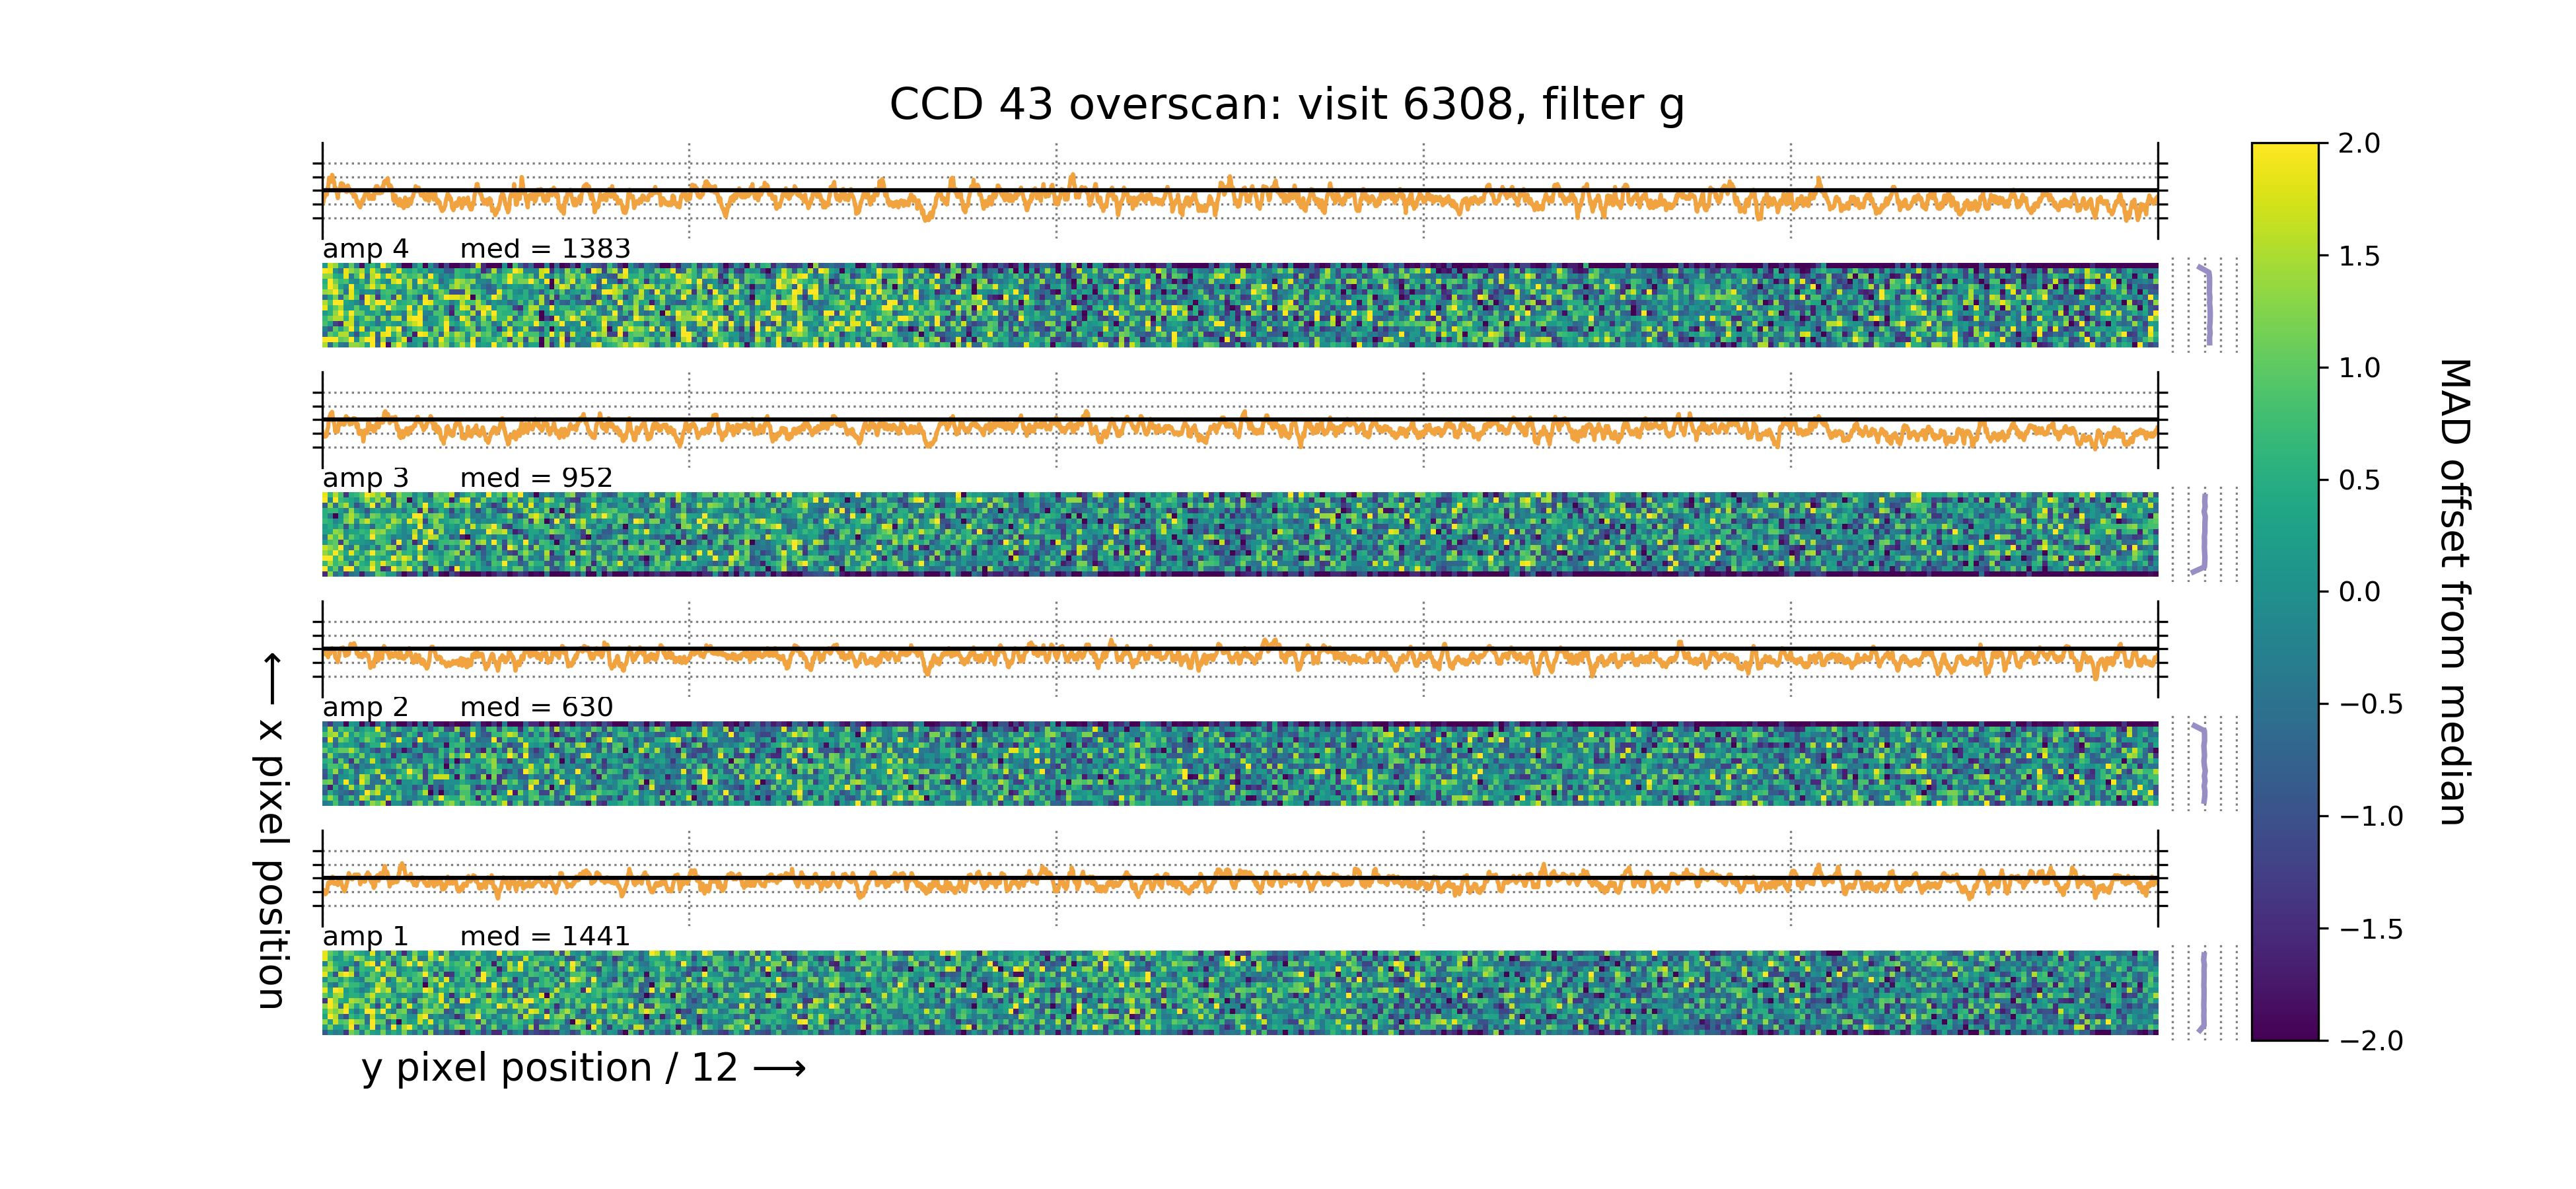 CCD 43 overscan: visit 6308, filter g
amp 4 med = 1383
amp 3 med = 952
amp 2 med = 630
amp 1 med = 1441
y pixel position / 12 ⟶
⟵ x pixel position
2.0
1.5
1.0
0.5
0.0
−0.5
−1.0
−1.5
−2.0
MAD offset from median